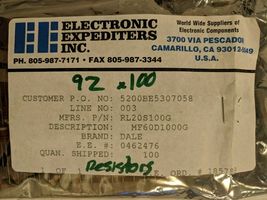 ELECTRONIC
EXPEDITERS
INC.
World Wide Suppliers of
Electronic Components
3700 VIA PESCADOR
CAMARILLO, CA 93012
U.S.A.
PH. 805-987-7171 • FAX 805-987-3344
92 x100
CUSTOMER P.O. NO: 5200BE5307058
LINE NO: 003
MFRS. P/N: RL20S100G
DESCRIPTION: MF60D1000G
BRAND: DALE
E.E. #: 0462476
QUAN. SHIPPED: 100
Resistors